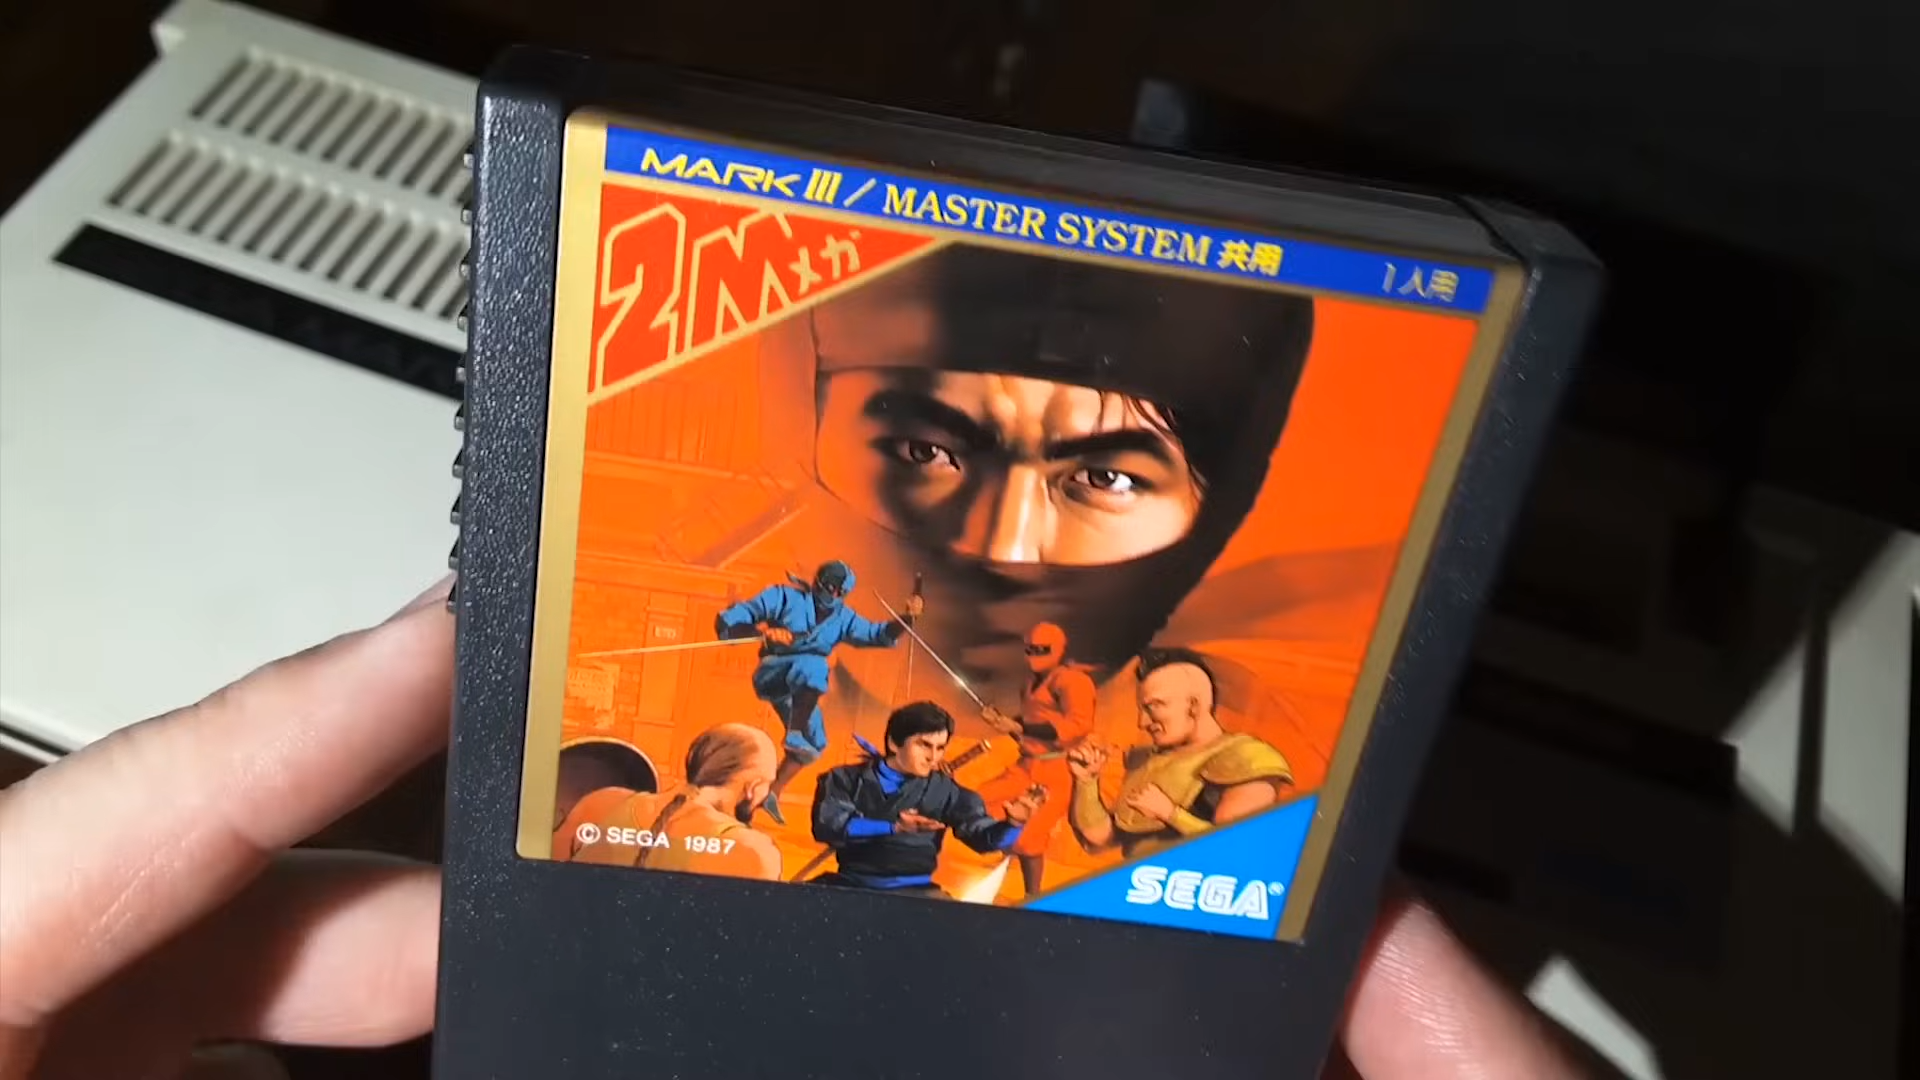 MARK III / MASTER SYSTEM 共用
1人用
2Mメガ
© SEGA 1987
SEGA®